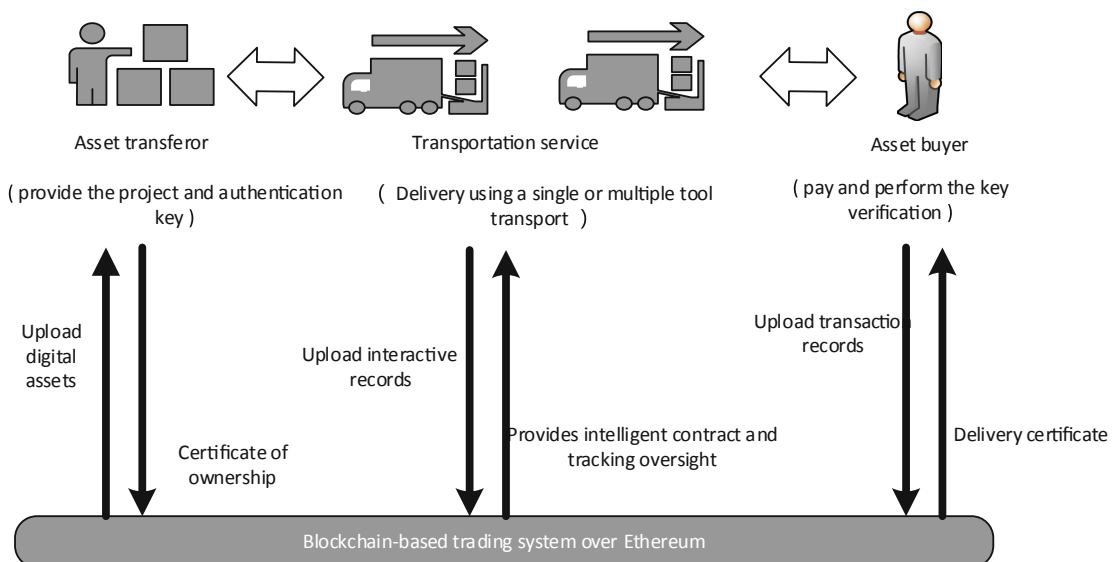 Asset transferor
( provide the project and authentication
key )
Transportation service
( Delivery using a single or multiple tool
transport )
Asset buyer
( pay and perform the key
verification )
Upload
digital
assets
Certificate of
ownership
Upload interactive
records
Provides intelligent contract and
tracking oversight
Upload transaction
records
Delivery certificate
Blockchain-based trading system over Ethereum